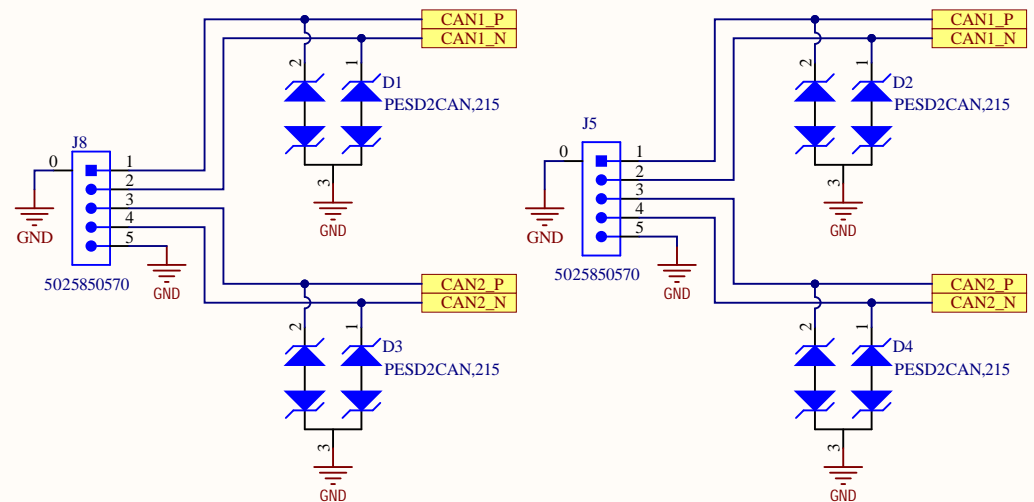 CAN1_P
CAN1_N
2
1
D1
PESD2CAN,215
J8
0
1
2
3
4
5
GND
5025850570
GND
3
GND
CAN2_P
CAN2_N
2
1
D3
PESD2CAN,215
3
GND
CAN1_P
CAN1_N
2
1
D2
PESD2CAN,215
J5
0
1
2
3
4
5
GND
5025850570
GND
3
GND
CAN2_P
CAN2_N
2
1
D4
PESD2CAN,215
3
GND